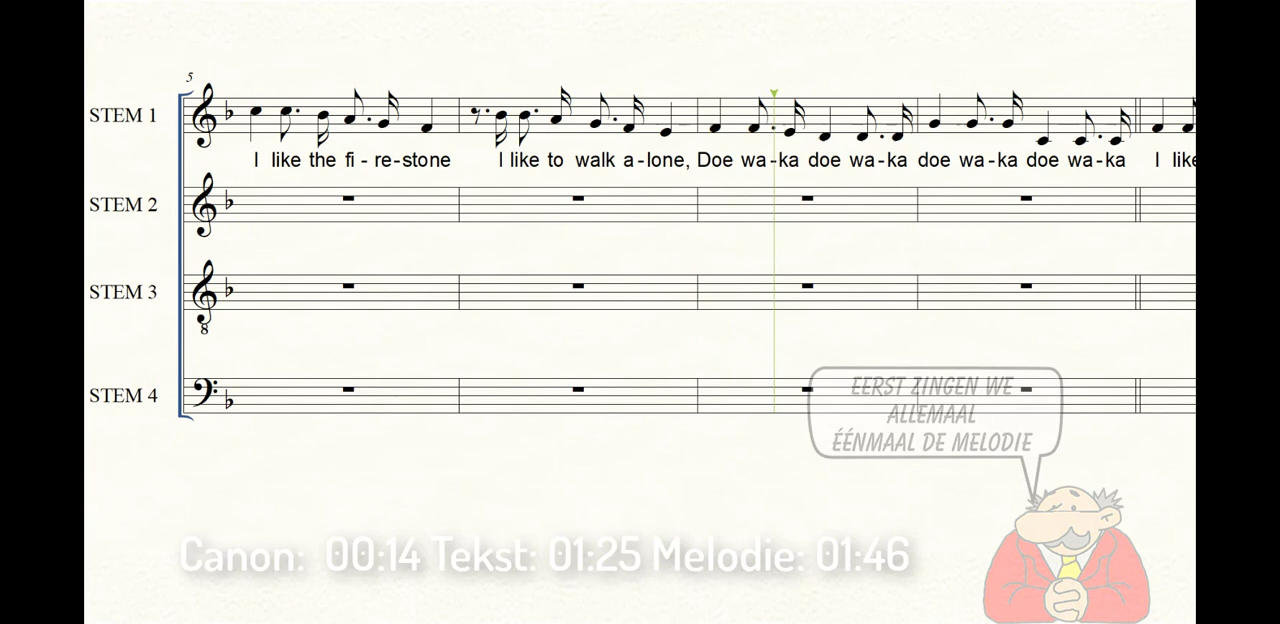 5
STEM 1
I like the fi - re-stone I like to walk a-lone, Doe wa-ka doe wa-ka doe wa-ka doe wa-ka I like
STEM 2
STEM 3
8
STEM 4
EERST ZINGEN WE
ALLEMAAL
ÉÉNMAAL DE MELODIE
Canon: 00:14 Tekst: 01:25 Melodie: 01:46